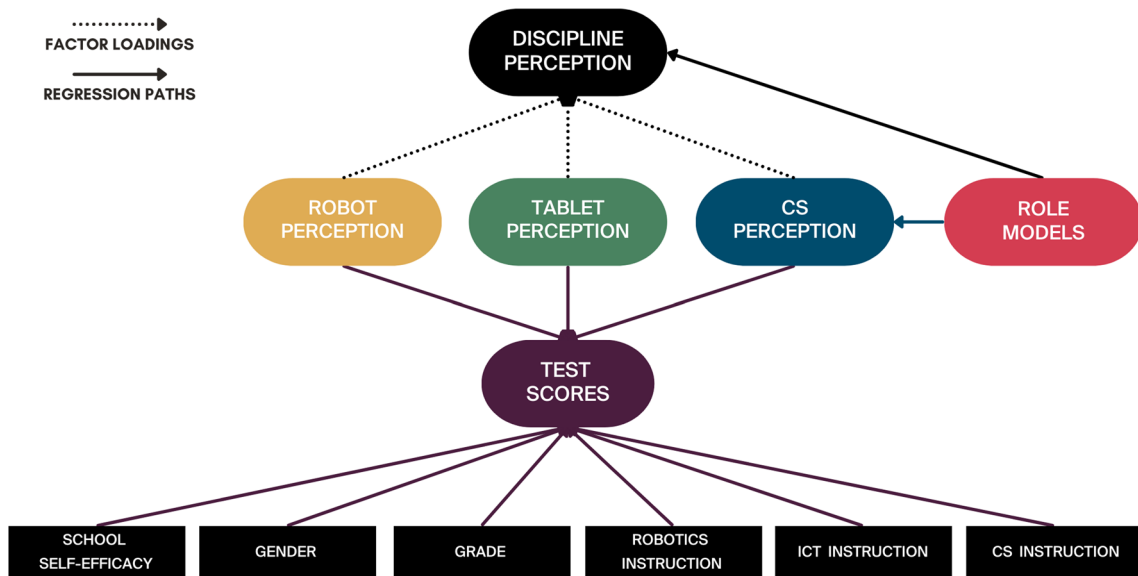 FACTOR LOADINGS
REGRESSION PATHS
DISCIPLINE
PERCEPTION
ROBOT
PERCEPTION
TABLET
PERCEPTION
CS
PERCEPTION
ROLE
MODELS
TEST
SCORES
SCHOOL
SELF-EFFICACY
GENDER
GRADE
ROBOTICS
INSTRUCTION
ICT INSTRUCTION
CS INSTRUCTION